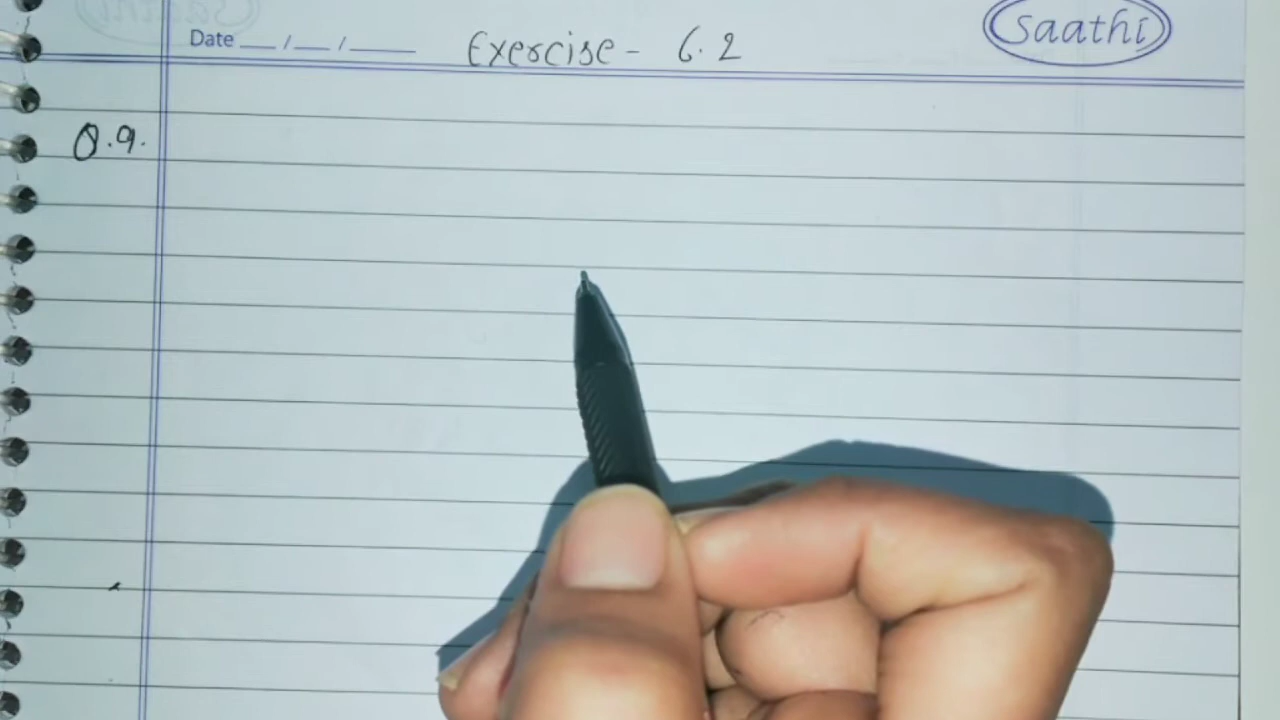 Date __/__/____ Exercise - 6.2 Saathi
Q.9.